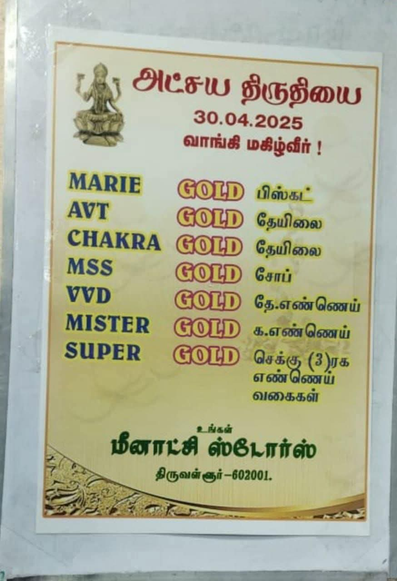 அட்சய திருதியை
30.04.2025
வாங்கி மகிழ்வீர் !
MARIE GOLD பிஸ்கட்
AVT GOLD தேயிலை
CHAKRA GOLD தேயிலை
MSS GOLD சோப்
VVD GOLD தே.எண்ணெய்
MISTER GOLD க.எண்ணெய்
SUPER GOLD செக்கு (3)ரக
எண்ணெய்
வகைகள்
உங்கள்
மீனாட்சி ஸ்டோர்ஸ்
திருவள்ளூர்-602001.